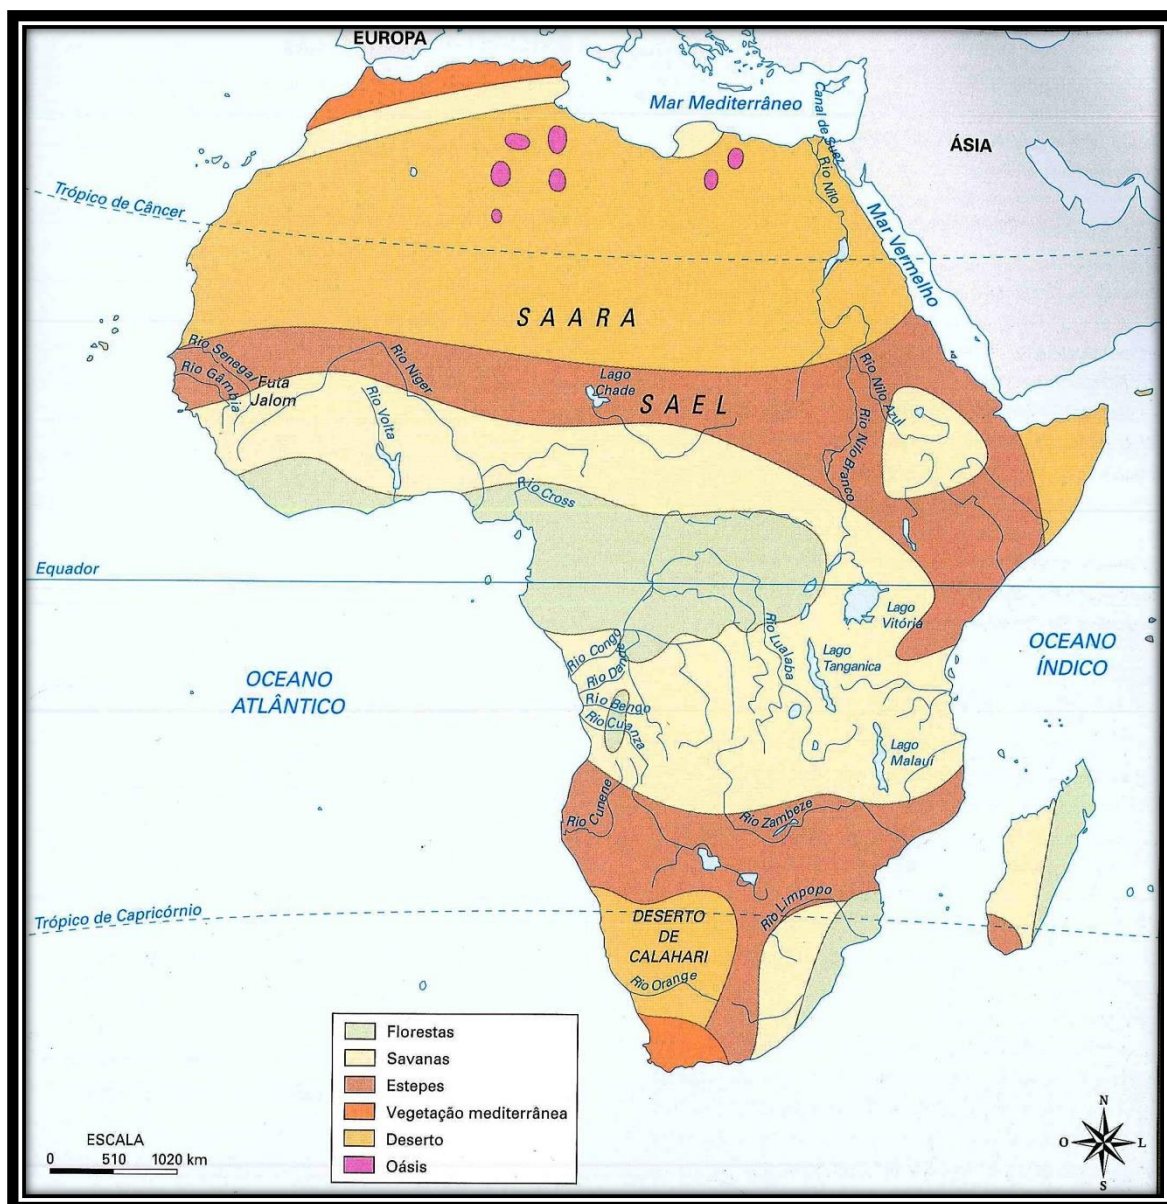 EUROPA
Mar Mediterrâneo
Canal de Suez
ÁSIA
Rio Nilo
Trópico de Câncer
Mar Vermelho
SAARA
Rio Senegal
Rio Gâmbia
Futa
Jalom
Rio Níger
Rio Volta
Lago
Chade
SAEL
Rio Nilo Azul
Rio Nilo Branco
Rio Cross
Equador
Lago
Vitória
OCEANO
ÍNDICO
Rio Congo
Rio Lualaba
Lago
Tanganica
OCEANO
ATLÂNTICO
Rio Dande
Rio Bengo
Rio Cuanza
Lago
Malauí
Rio Cunene
Rio Zambeze
Trópico de Capricórnio
Rio Limpopo
DESERTO
DE
CALAHARI
Rio Orange
Florestas
Savanas
Estepes
Vegetação mediterrânea
Deserto
Oásis
ESCALA
0 510 1020 km
N
O L
S